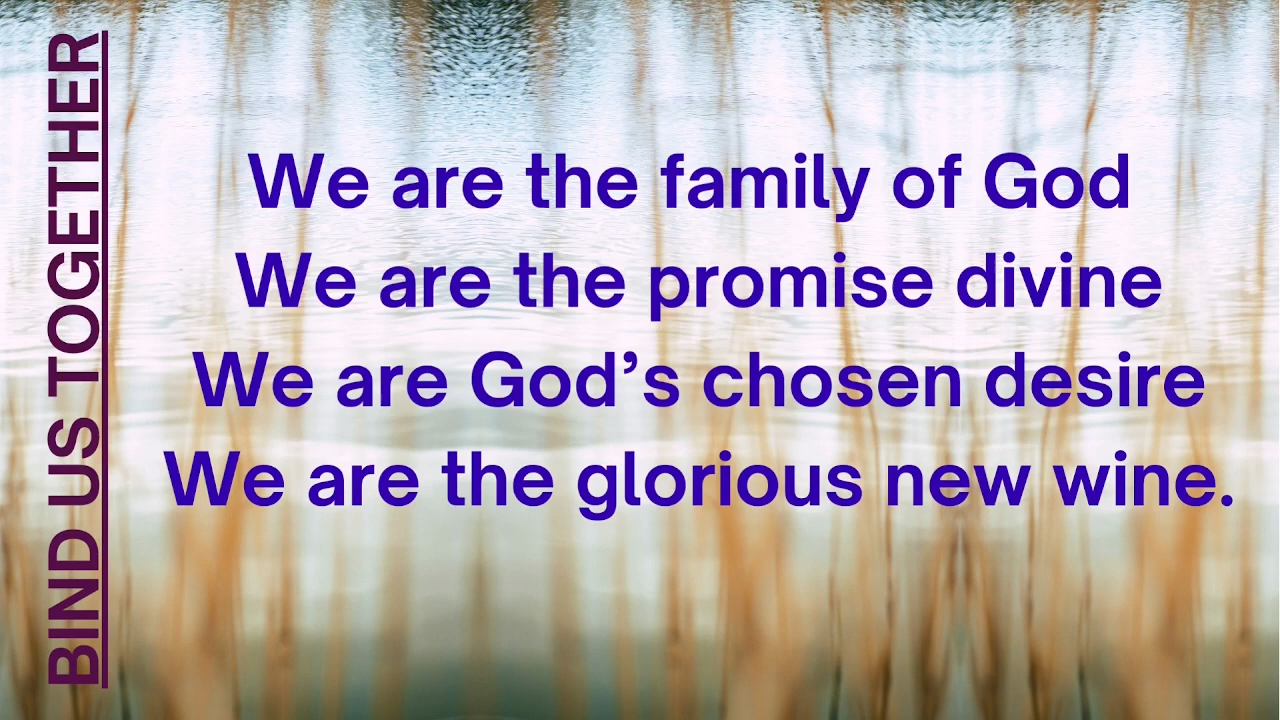 BIND US TOGETHER
We are the family of God
We are the promise divine
We are God’s chosen desire
We are the glorious new wine.